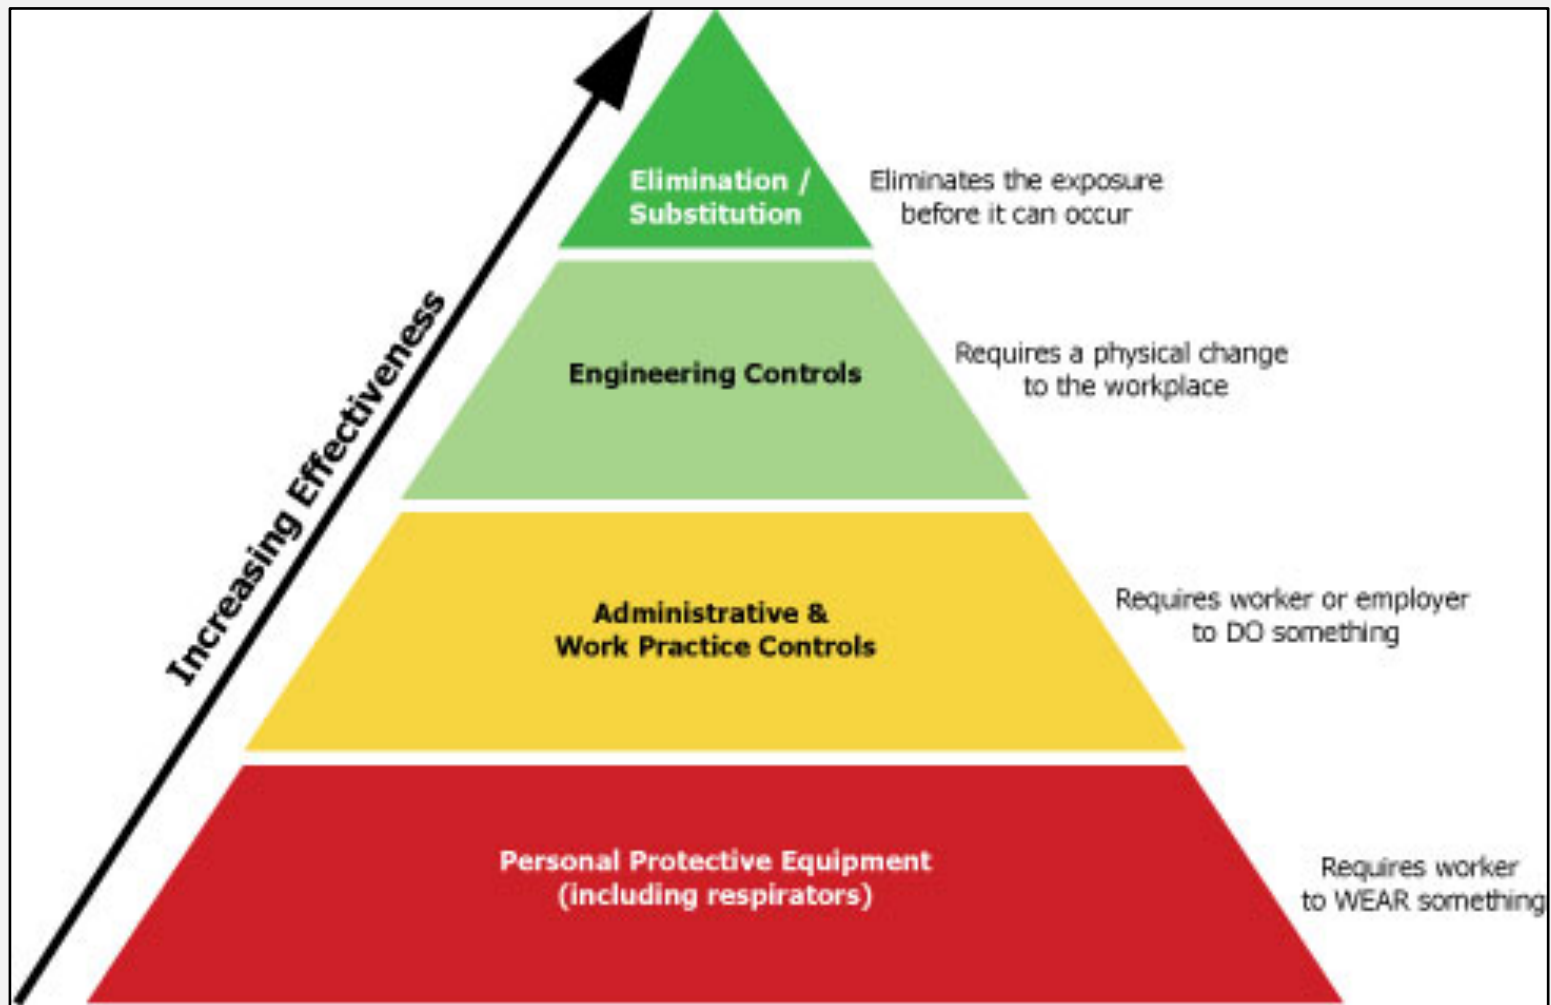 Increasing Effectiveness
Elimination /
Substitution
Eliminates the exposure
before it can occur
Engineering Controls
Requires a physical change
to the workplace
Administrative &
Work Practice Controls
Requires worker or employer
to DO something
Personal Protective Equipment
(including respirators)
Requires worker
to WEAR something